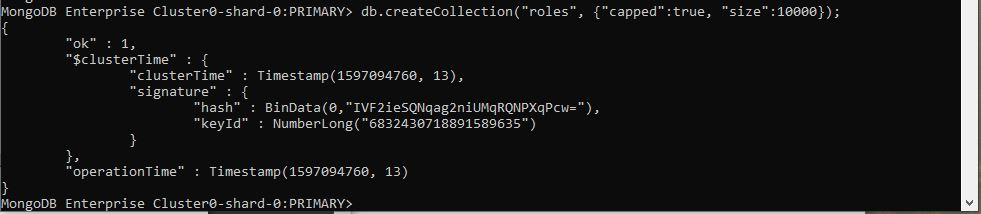 MongoDB Enterprise Cluster0-shard-0:PRIMARY> db.createCollection("roles", {"capped":true, "size":10000});
{
        "ok" : 1,
        "$clusterTime" : {
                "clusterTime" : Timestamp(1597094760, 13),
                "signature" : {
                        "hash" : BinData(0,"IVF2ieSQNqag2niUMqRQNPXqPcw="),
                        "keyId" : NumberLong("6832430718891589635")
                }
        },
        "operationTime" : Timestamp(1597094760, 13)
}
MongoDB Enterprise Cluster0-shard-0:PRIMARY>